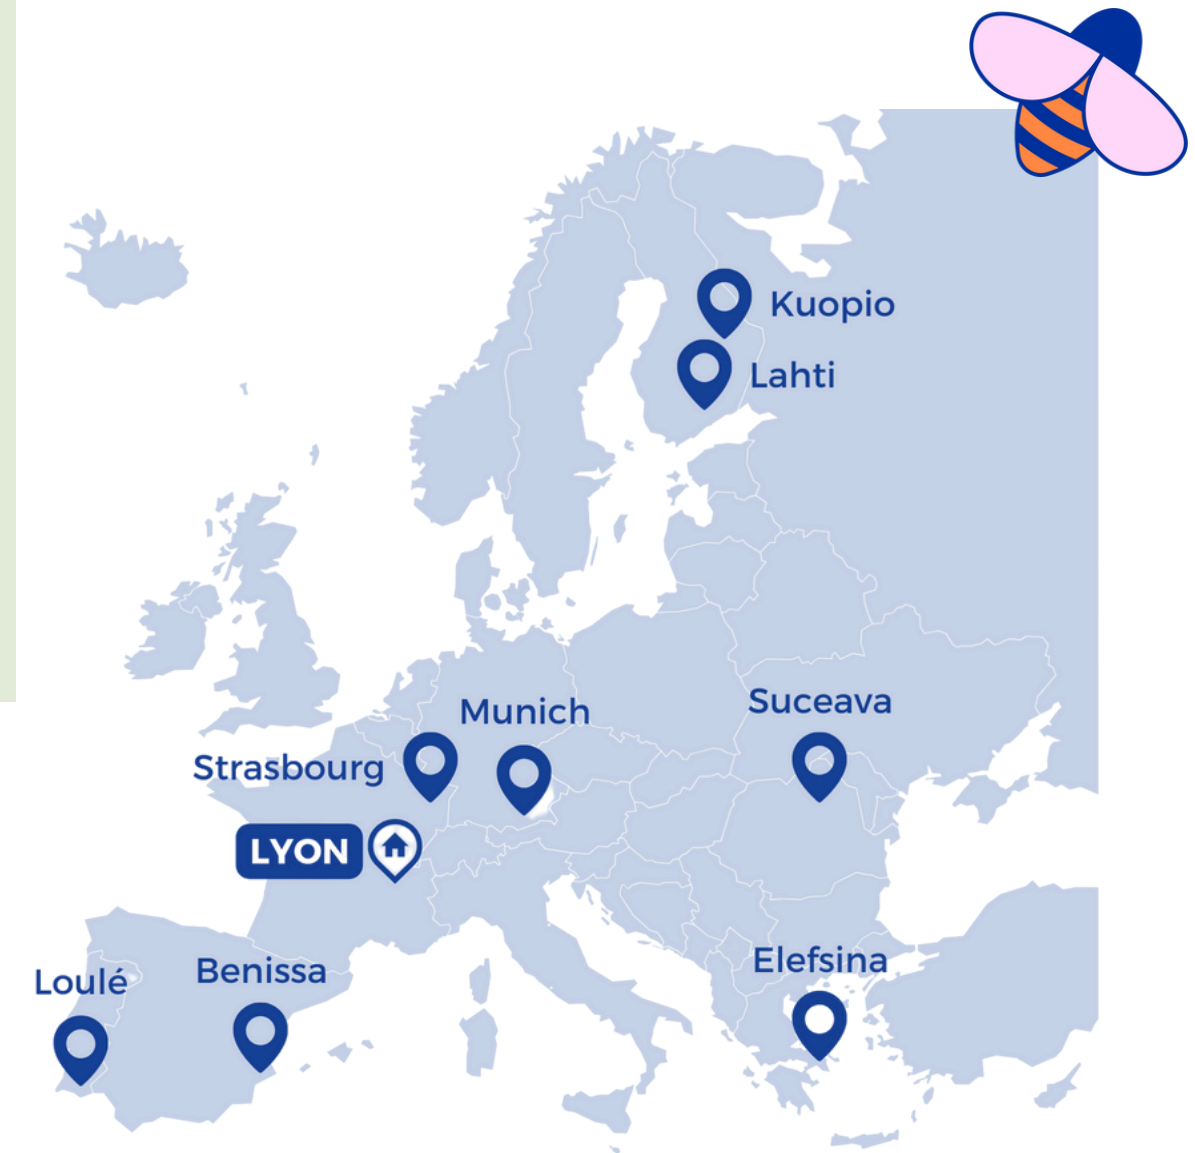 Kuopio
Lahti
Suceava
Munich
Strasbourg
LYON
Elefsina
Benissa
Loulé